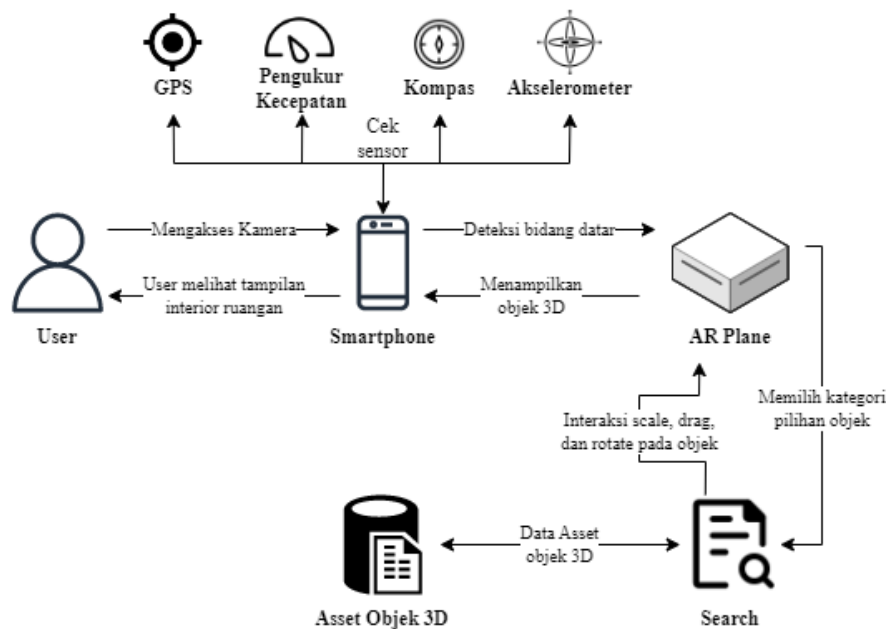 GPS
Pengukur
Kecepatan
Kompas
Akselerometer
Cek
sensor
Mengakses Kamera
Deteksi bidang datar
User melihat tampilan
interior ruangan
Menampilkan
objek 3D
User
Smartphone
AR Plane
Interaksi scale, drag,
dan rotate pada objek
Memilih kategori
pilihan objek
Data Asset
objek 3D
Asset Objek 3D
Search